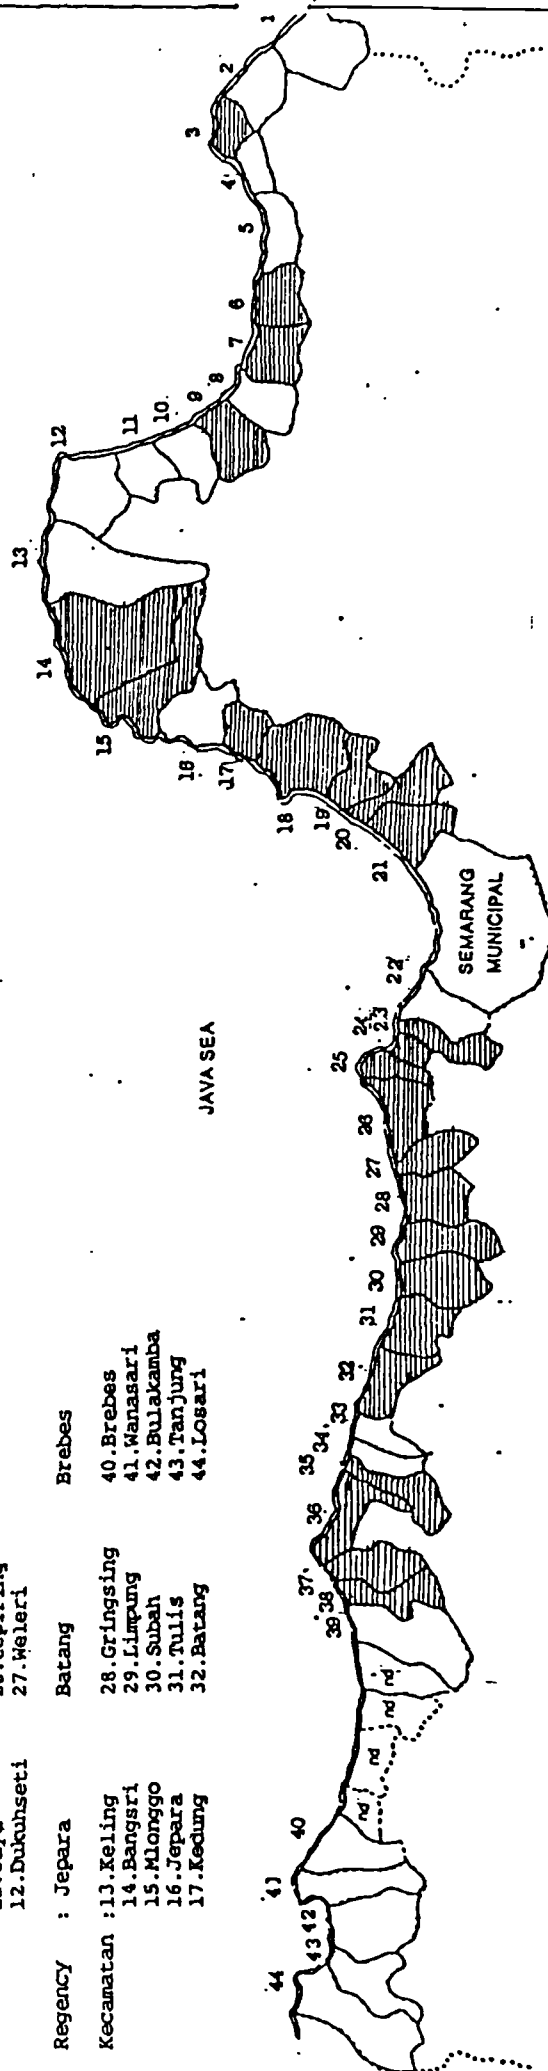 27.Weleri
12.Dukuhseti
Regency : Jepara Batang Brebes
Kecamatan :13.Keling 28.Gringsing 40.Brebes
14.Bangsri 29.Limpung 41.Wanasari
15.Mlonggo 30.Subah 42.Bulakamba
16.Jepara 31.Tulis 43.Tanjung
17.Kedung 32.Batang 44.Losari
JAVA SEA
SEMARANG
MUNICIPAL
44
43
42
41
40
nd
nd
nd
nd
39
38
37
36
35
34
33
32
31
30
29
28
27
26
25
24
23
22
21
20
19
18
17
16
15
14
13
12
11
10
9
8
7
6
5
4
3
2
1